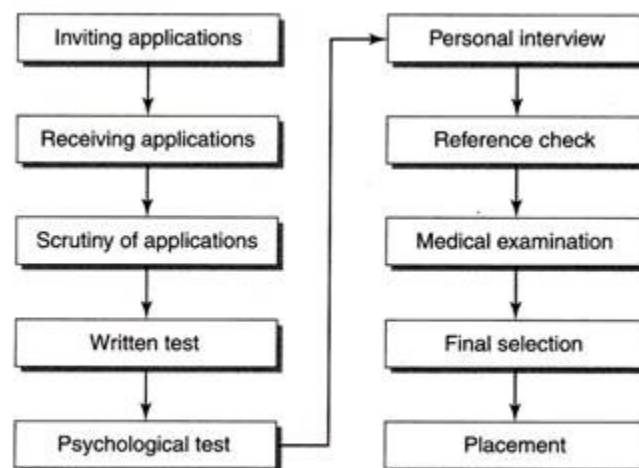 Inviting applications
Receiving applications
Scrutiny of applications
Written test
Psychological test
Personal interview
Reference check
Medical examination
Final selection
Placement